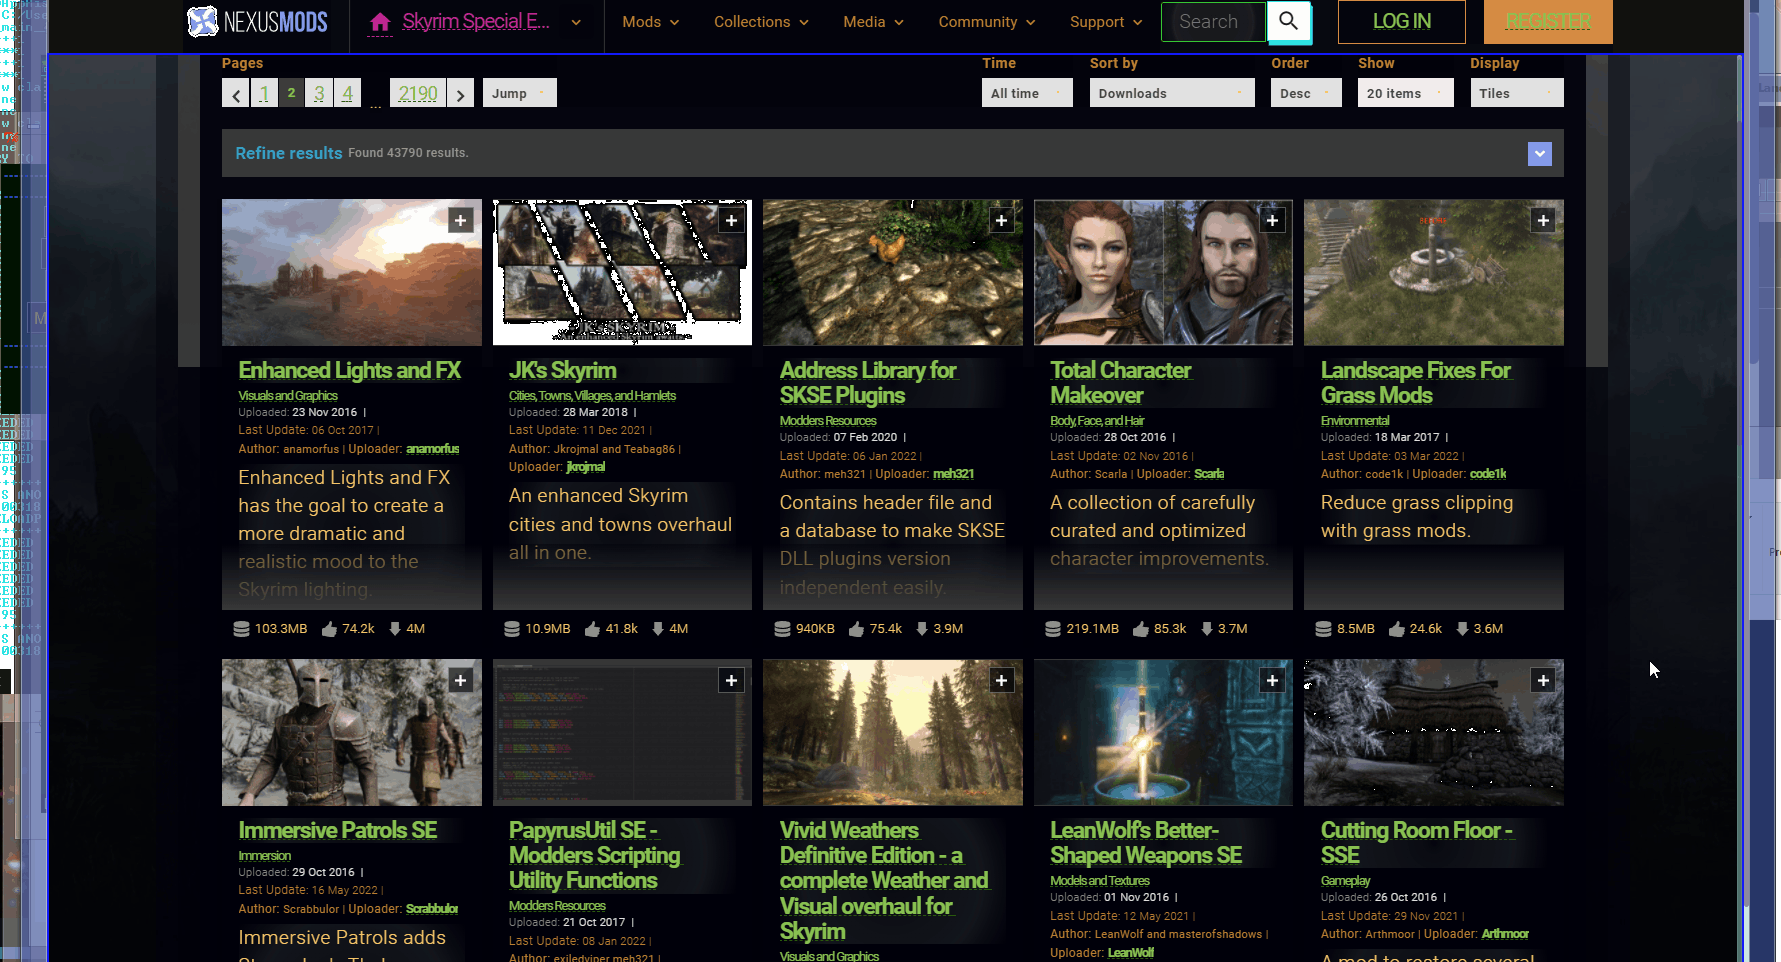 NEXUSMODS
Skyrim Special E...
Mods
Collections
Media
Community
Support
Search
LOG IN
REGISTER
Pages
1 2 3 4 ... 2190
Jump
Time
All time
Sort by
Downloads
Order
Desc
Show
20 items
Display
Tiles
Refine results Found 43790 results.
BEFORE
JK'S SKYRIM
Enhanced Lights and FX
Visuals and Graphics
Uploaded: 23 Nov 2016 |
Last Update: 06 Oct 2017 |
Author: anamorfus | Uploader: anamorfus
Enhanced Lights and FX
has the goal to create a
more dramatic and
realistic mood to the
Skyrim lighting.
103.3MB 74.2k 4M
JK's Skyrim
Cities, Towns, Villages, and Hamlets
Uploaded: 28 Mar 2018 |
Last Update: 11 Dec 2021 |
Author: Jkrojmal and Teabag86 |
Uploader: jkrojmal
An enhanced Skyrim
cities and towns overhaul
all in one.
10.9MB 41.8k 4M
Address Library for
SKSE Plugins
Modders Resources
Uploaded: 07 Feb 2020 |
Last Update: 06 Jan 2022 |
Author: meh321 | Uploader: meh321
Contains header file and
a database to make SKSE
DLL plugins version
independent easily.
940KB 75.4k 3.9M
Total Character
Makeover
Body, Face, and Hair
Uploaded: 28 Oct 2016 |
Last Update: 02 Nov 2016 |
Author: Scarla | Uploader: Scarla
A collection of carefully
curated and optimized
character improvements.
219.1MB 85.3k 3.7M
Landscape Fixes For
Grass Mods
Environmental
Uploaded: 18 Mar 2017 |
Last Update: 03 Mar 2022 |
Author: code1k | Uploader: code1k
Reduce grass clipping
with grass mods.
8.5MB 24.6k 3.6M
Immersive Patrols SE
Immersion
Uploaded: 29 Oct 2016 |
Last Update: 16 May 2022 |
Author: Scrabbulor | Uploader: Scrabbulor
Immersive Patrols adds
PapyrusUtil SE -
Modders Scripting
Utility Functions
Modders Resources
Uploaded: 21 Oct 2017 |
Last Update: 08 Jan 2022 |
Author: exiledviper meh321 |
Vivid Weathers
Definitive Edition - a
complete Weather and
Visual overhaul for
Skyrim
Visuals and Graphics
LeanWolf's Better-
Shaped Weapons SE
Models and Textures
Uploaded: 01 Nov 2016 |
Last Update: 12 May 2021 |
Author: LeanWolf and masterofshadows |
Uploader: LeanWolf
Cutting Room Floor -
SSE
Gameplay
Uploaded: 26 Oct 2016 |
Last Update: 29 Nov 2021 |
Author: Arthmoor | Uploader: Arthmoor
A mod to restore several